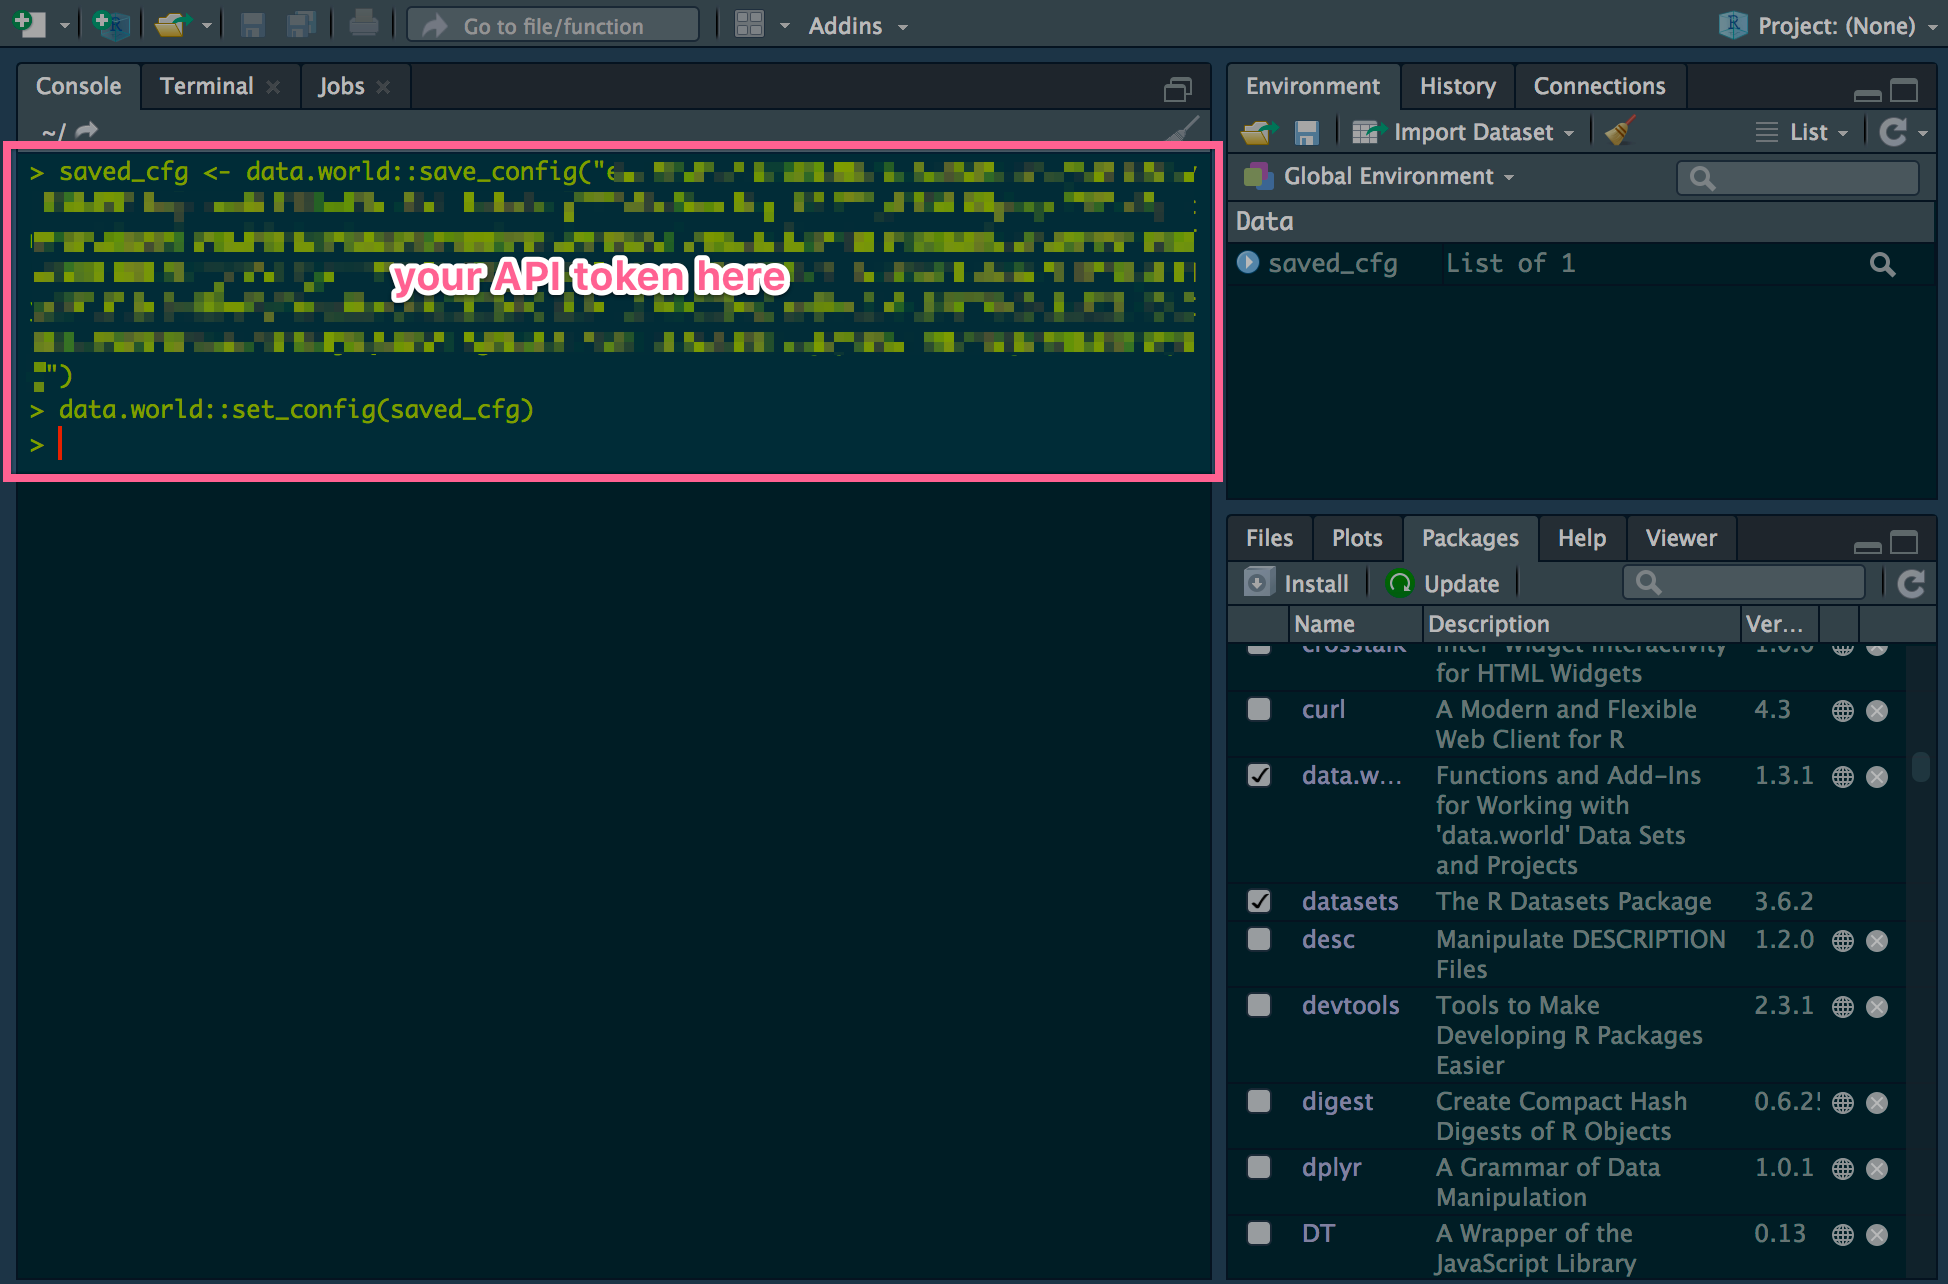 Go to file/function
Addins
Project: (None)
Console
Terminal
Jobs
~/
> saved_cfg <- data.world::save_config("e
your API token here
")
> data.world::set_config(saved_cfg)
>
Environment
History
Connections
Import Dataset
List
Global Environment
Data
saved_cfg
List of 1
Files
Plots
Packages
Help
Viewer
Install
Update
Name
Description
Ver...
crosstalk
Inter-Widget Interactivity
1.0.0
for HTML Widgets
curl
A Modern and Flexible
4.3
Web Client for R
data.w...
Functions and Add-Ins
1.3.1
for Working with
'data.world' Data Sets
and Projects
datasets
The R Datasets Package
3.6.2
desc
Manipulate DESCRIPTION
1.2.0
Files
devtools
Tools to Make
2.3.1
Developing R Packages
Easier
digest
Create Compact Hash
0.6.2
Digests of R Objects
dplyr
A Grammar of Data
1.0.1
Manipulation
DT
A Wrapper of the
0.13
JavaScript Library